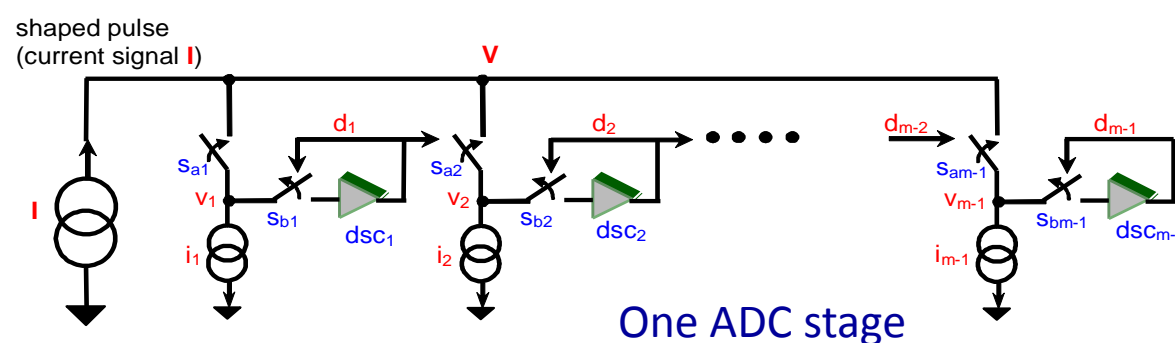 shaped pulse
(current signal I)
V
d1 d2 dm-2 dm-1
sa1 sa2 sam-1
v1 sb1 v2 sb2 vm-1 sbm-1
I i1 dsc1 i2 dsc2 im-1 dscm-
One ADC stage